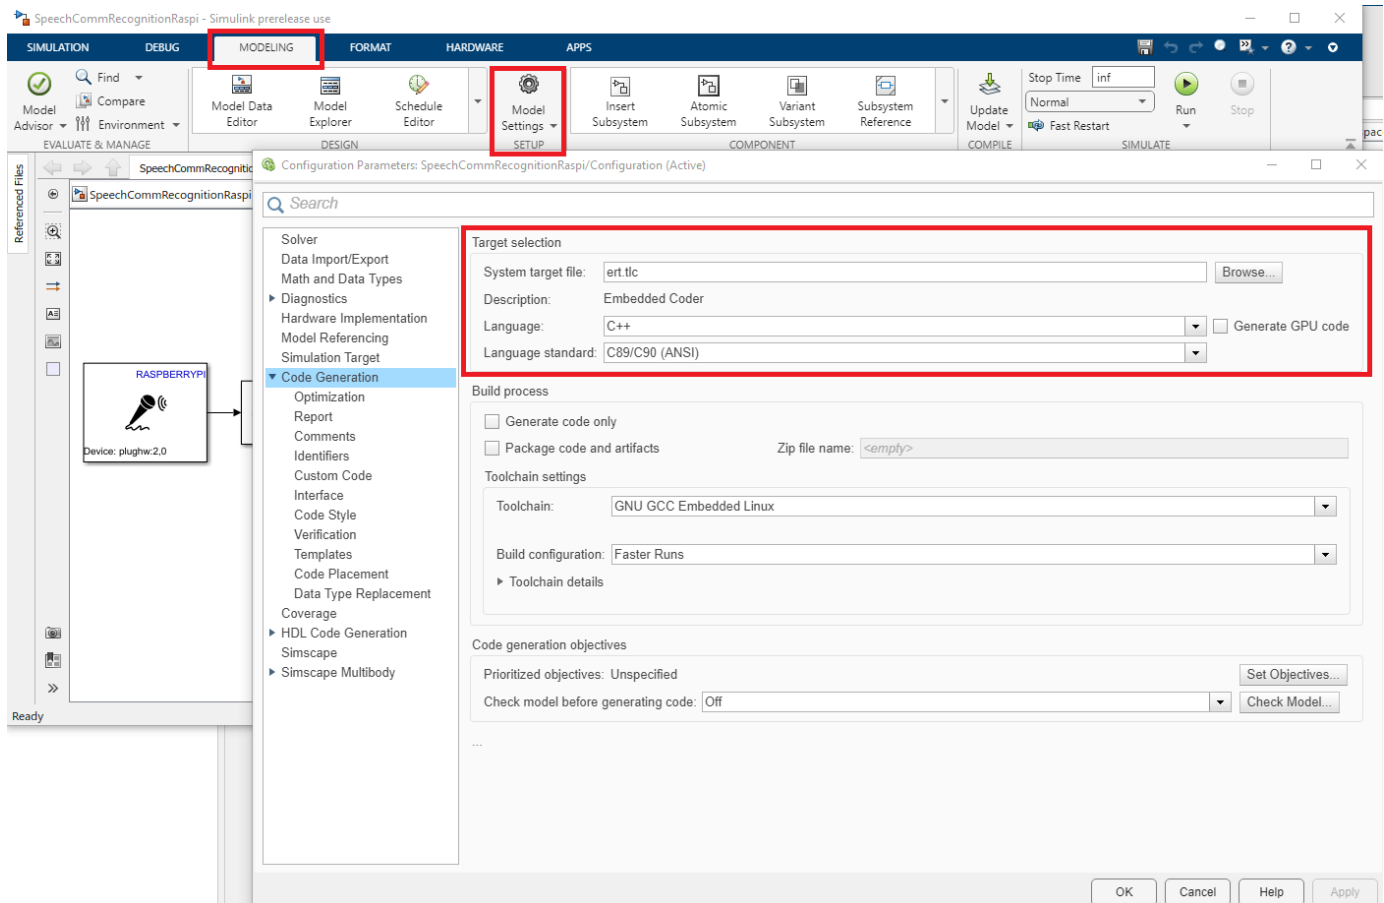 SpeechCommRecognitionRaspi - Simulink prerelease use
SIMULATION DEBUG MODELING FORMAT HARDWARE APPS
Model Advisor
Find
Compare
Environment
EVALUATE & MANAGE
Model Data Editor
Model Explorer
Schedule Editor
DESIGN
Model Settings
SETUP
Insert Subsystem
Atomic Subsystem
Variant Subsystem
Subsystem Reference
COMPONENT
Update Model
COMPILE
Stop Time inf
Normal
Fast Restart
Run
Stop
SIMULATE
pac
Referenced Files
SpeechCommRecognitic
SpeechCommRecognitionRaspi
RASPBERRYPI
Device: plughw:2,0
Ready
Configuration Parameters: SpeechCommRecognitionRaspi/Configuration (Active)
Search
Solver
Data Import/Export
Math and Data Types
Diagnostics
Hardware Implementation
Model Referencing
Simulation Target
Code Generation
Optimization
Report
Comments
Identifiers
Custom Code
Interface
Code Style
Verification
Templates
Code Placement
Data Type Replacement
Coverage
HDL Code Generation
Simscape
Simscape Multibody
Target selection
System target file: ert.tlc Browse...
Description: Embedded Coder
Language: C++ Generate GPU code
Language standard: C89/C90 (ANSI)
Build process
Generate code only
Package code and artifacts Zip file name: <empty>
Toolchain settings
Toolchain: GNU GCC Embedded Linux
Build configuration: Faster Runs
Toolchain details
Code generation objectives
Prioritized objectives: Unspecified Set Objectives...
Check model before generating code: Off Check Model...
...
OK Cancel Help Apply